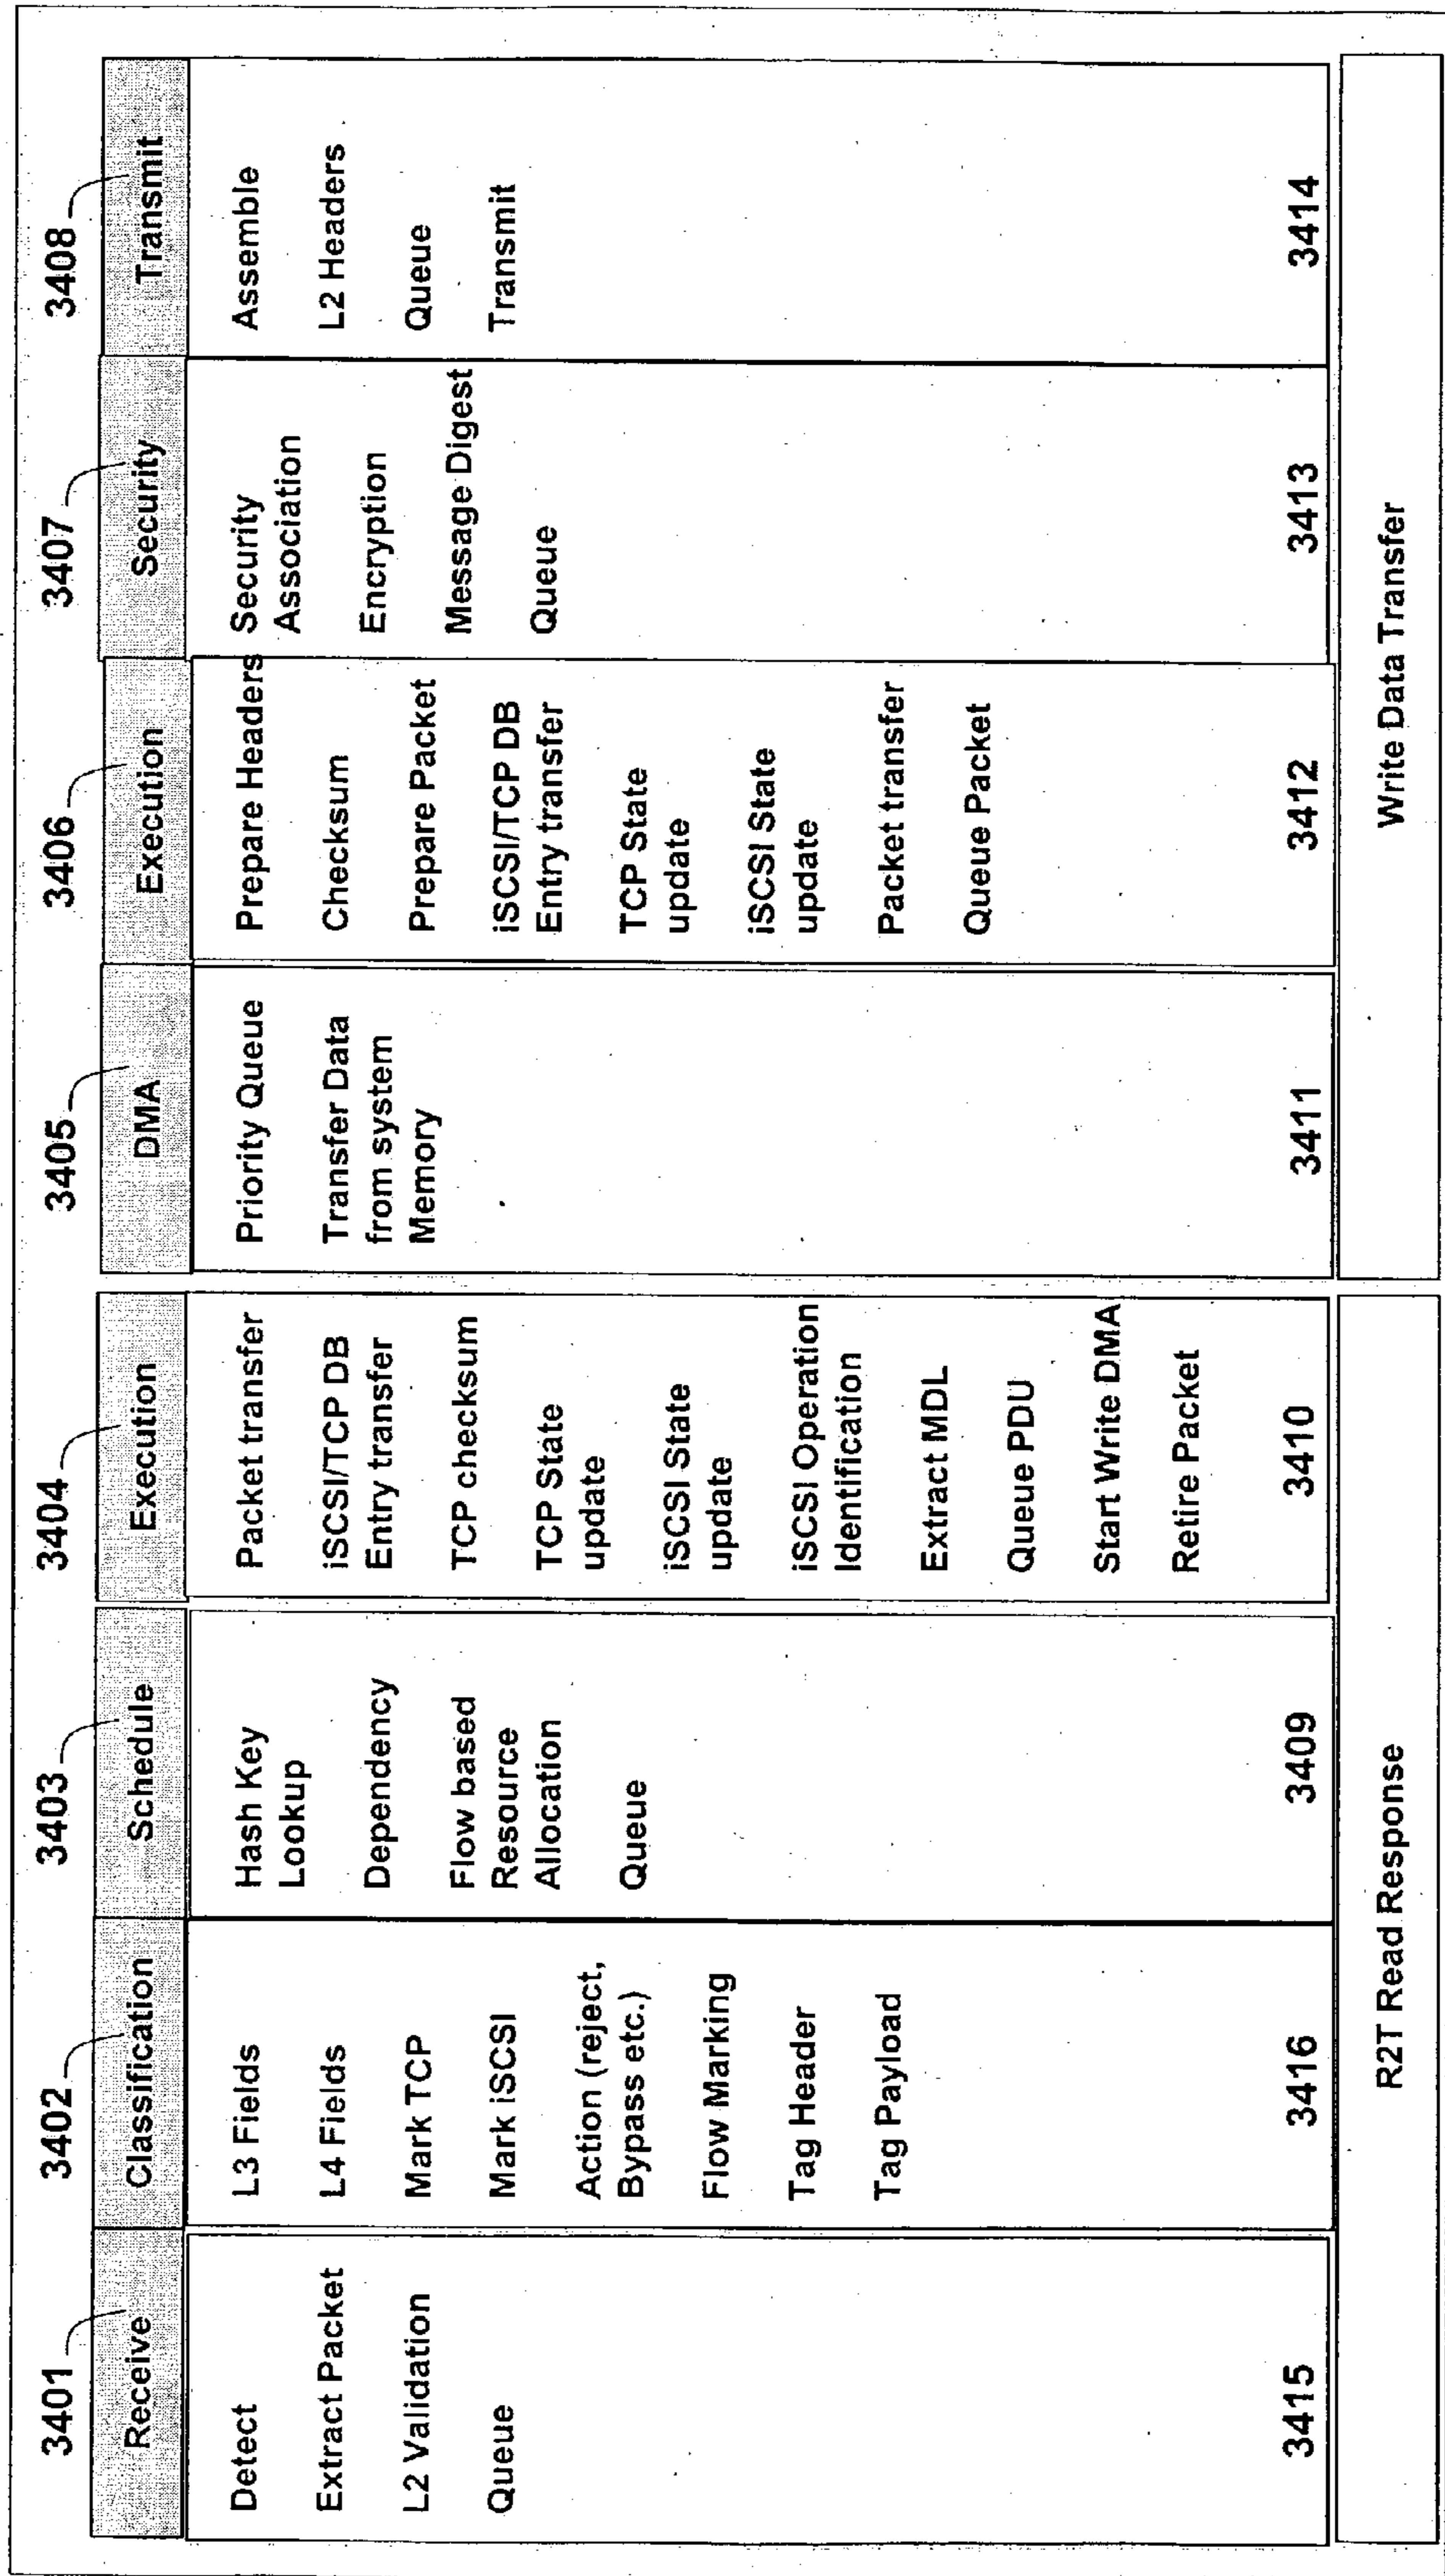 3401
3402
3403
3404
3405
3406
3407
3408
Receive
Classification
Schedule
Execution
DMA
Execution
Security
Transmit
Detect
Extract Packet
L2 Validation
Queue
3415
L3 Fields
L4 Fields
Mark TCP
Mark iSCSI
Action (reject,
Bypass etc.)
Flow Marking
Tag Header
Tag Payload
3416
Hash Key
Lookup
Dependency
Flow based
Resource
Allocation
Queue
3409
Packet transfer
iSCSI/TCP DB
Entry transfer
TCP checksum
TCP State
update
iSCSI State
update
iSCSI Operation
Identification
Extract MDL
Queue PDU
Start Write DMA
Retire Packet
3410
Priority Queue
Transfer Data
from system
Memory
3411
Prepare Headers
Checksum
Prepare Packet
iSCSI/TCP DB
Entry transfer
TCP State
update
iSCSI State
update
Packet transfer
Queue Packet
3412
Security
Association
Encryption
Message Digest
Queue
3413
Assemble
L2 Headers
Queue
Transmit
3414
R2T Read Response
Write Data Transfer